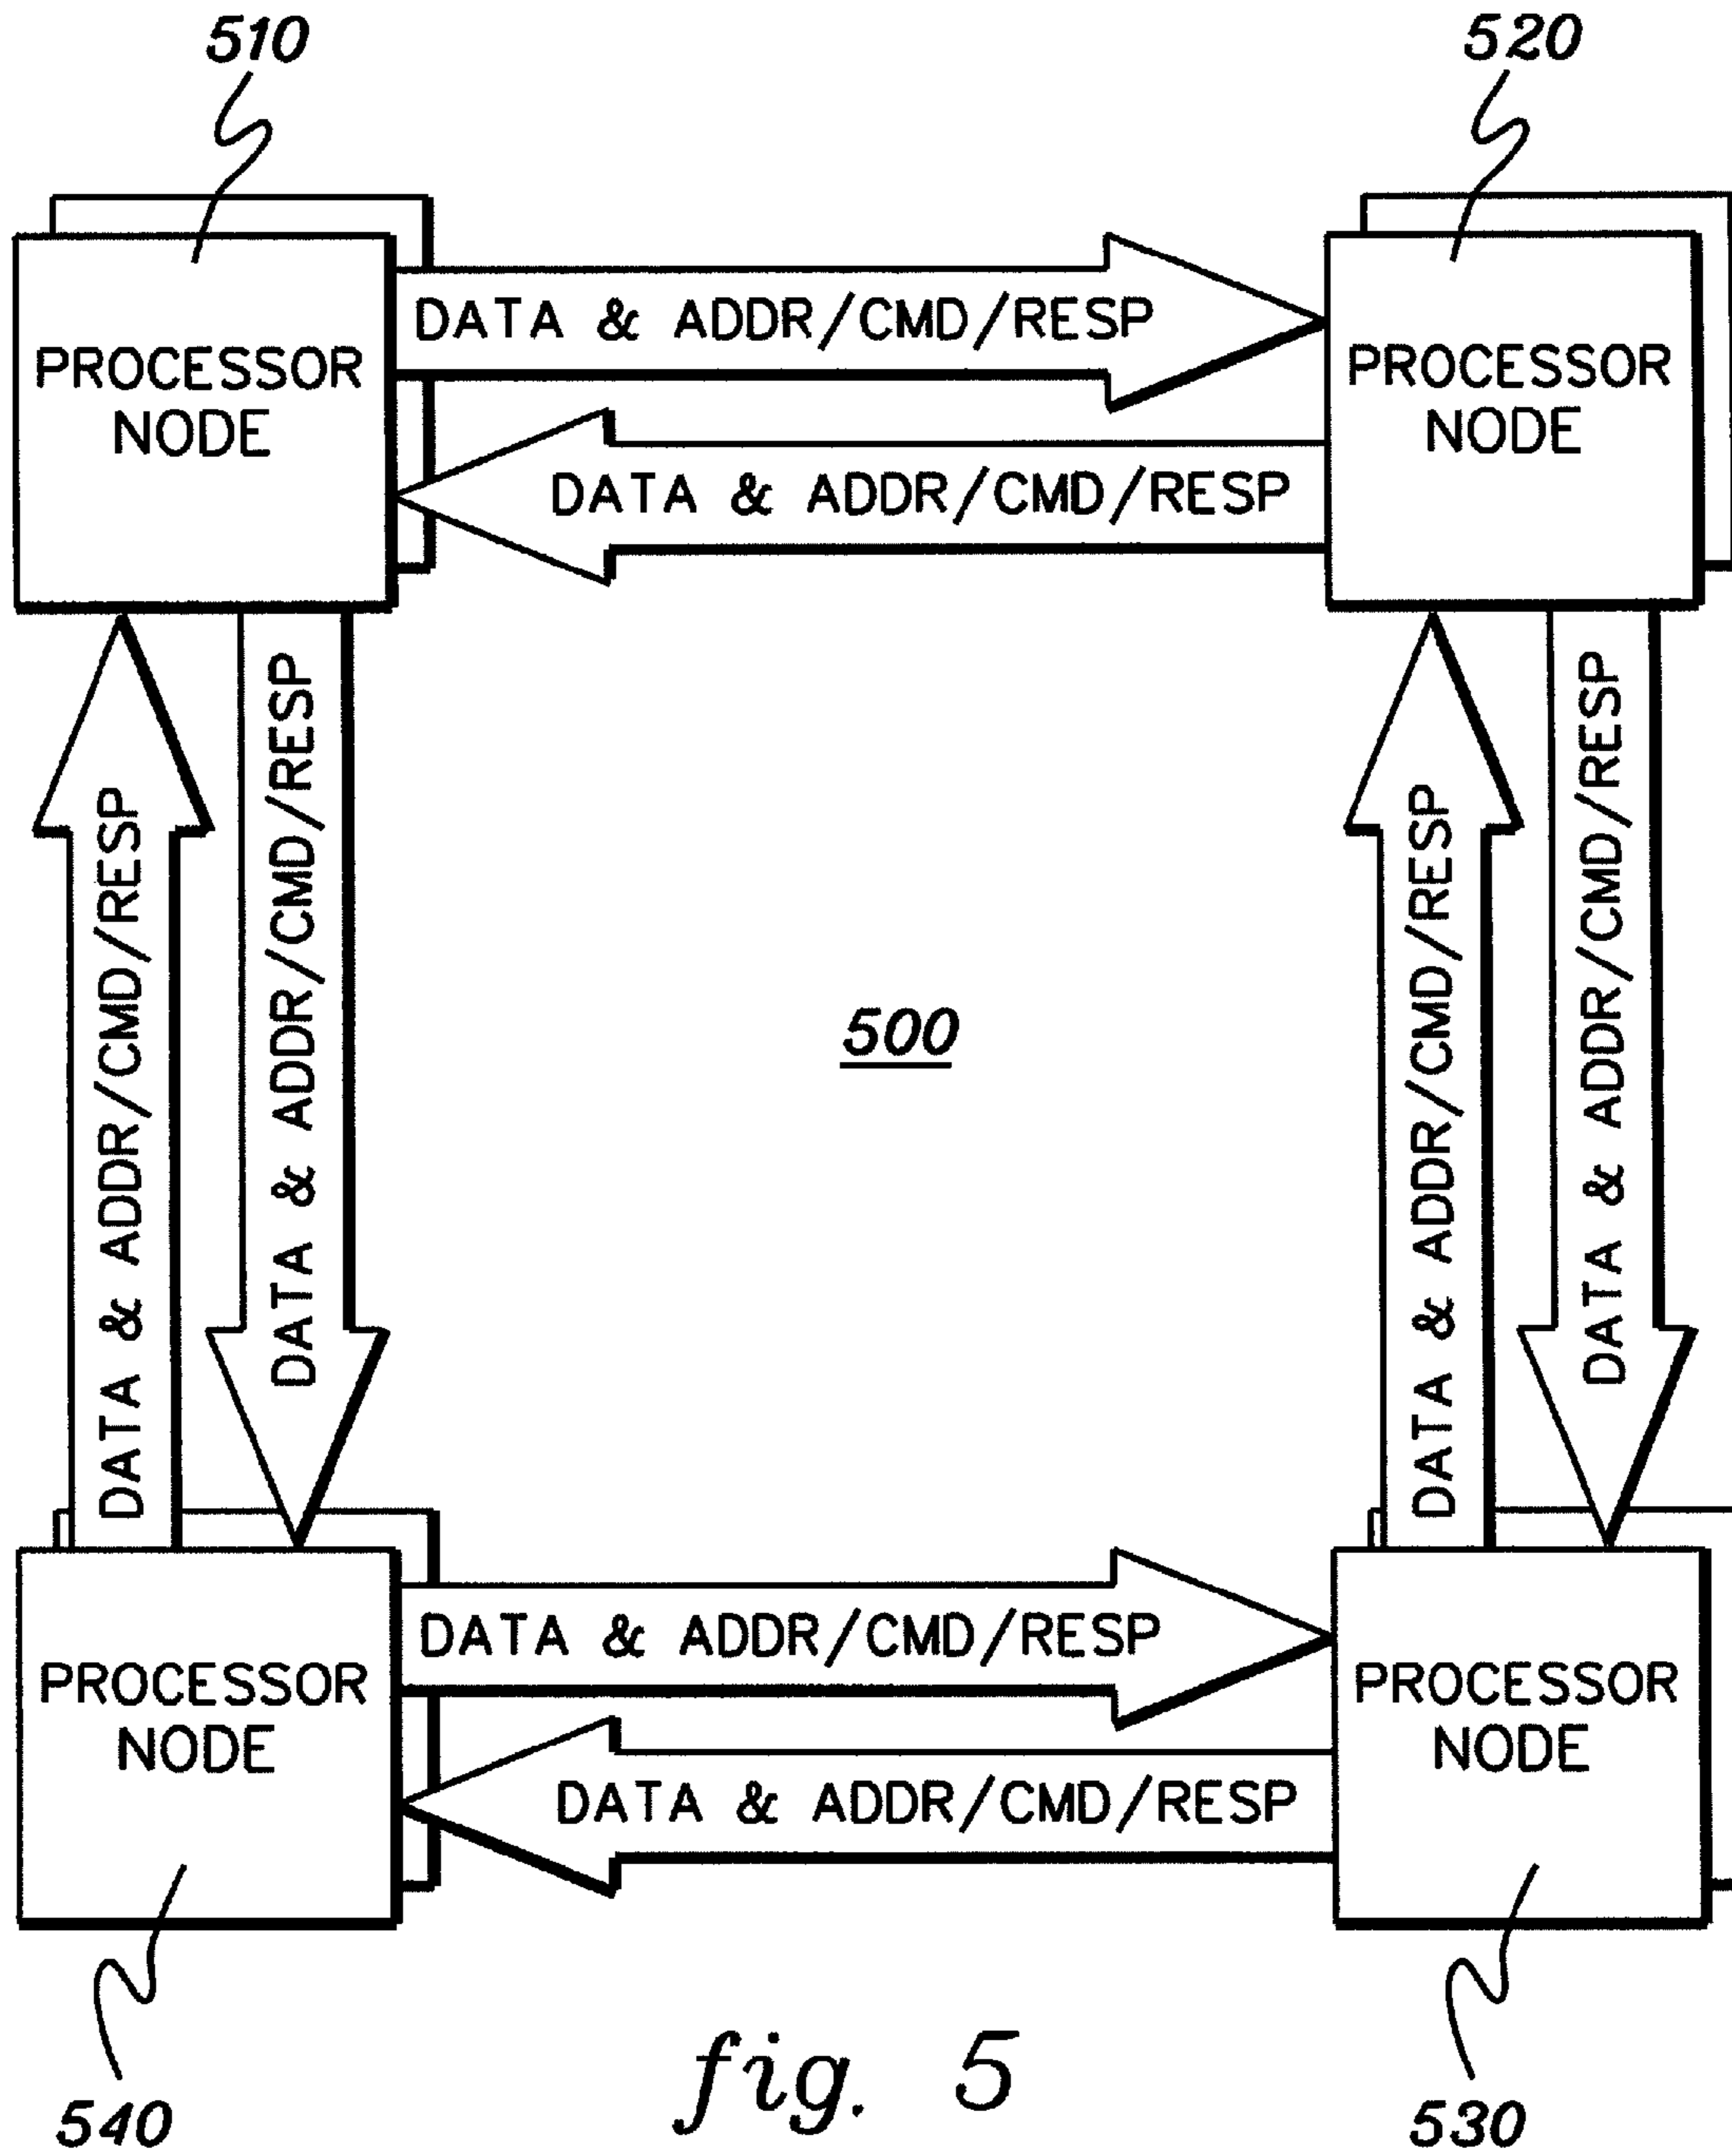 510
520
PROCESSOR
NODE
DATA & ADDR/CMD/RESP
DATA & ADDR/CMD/RESP
PROCESSOR
NODE
DATA & ADDR/CMD/RESP
DATA & ADDR/CMD/RESP
500
DATA & ADDR/CMD/RESP
DATA & ADDR/CMD/RESP
PROCESSOR
NODE
DATA & ADDR/CMD/RESP
DATA & ADDR/CMD/RESP
PROCESSOR
NODE
540
530
fig. 5